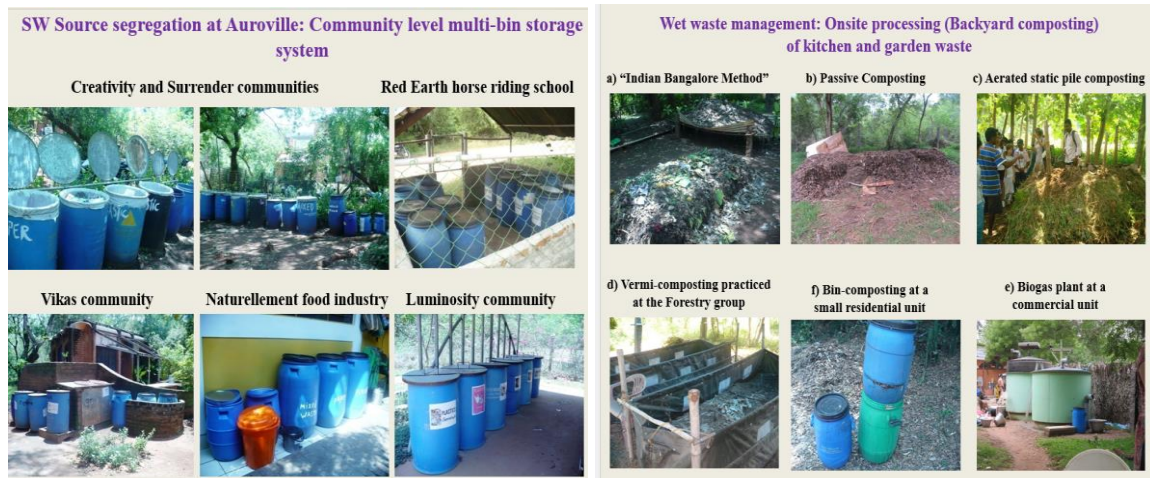 SW Source segregation at Auroville: Community level multi-bin storage
system
Creativity and Surrender communities
Red Earth horse riding school
PER
Vikas community
Naturellement food industry
Luminosity community
Wet waste management: Onsite processing (Backyard composting)
of kitchen and garden waste
a) “Indian Bangalore Method”
b) Passive Composting
c) Aerated static pile composting
d) Vermi-composting practiced
at the Forestry group
f) Bin-composting at a
small residential unit
e) Biogas plant at a
commercial unit